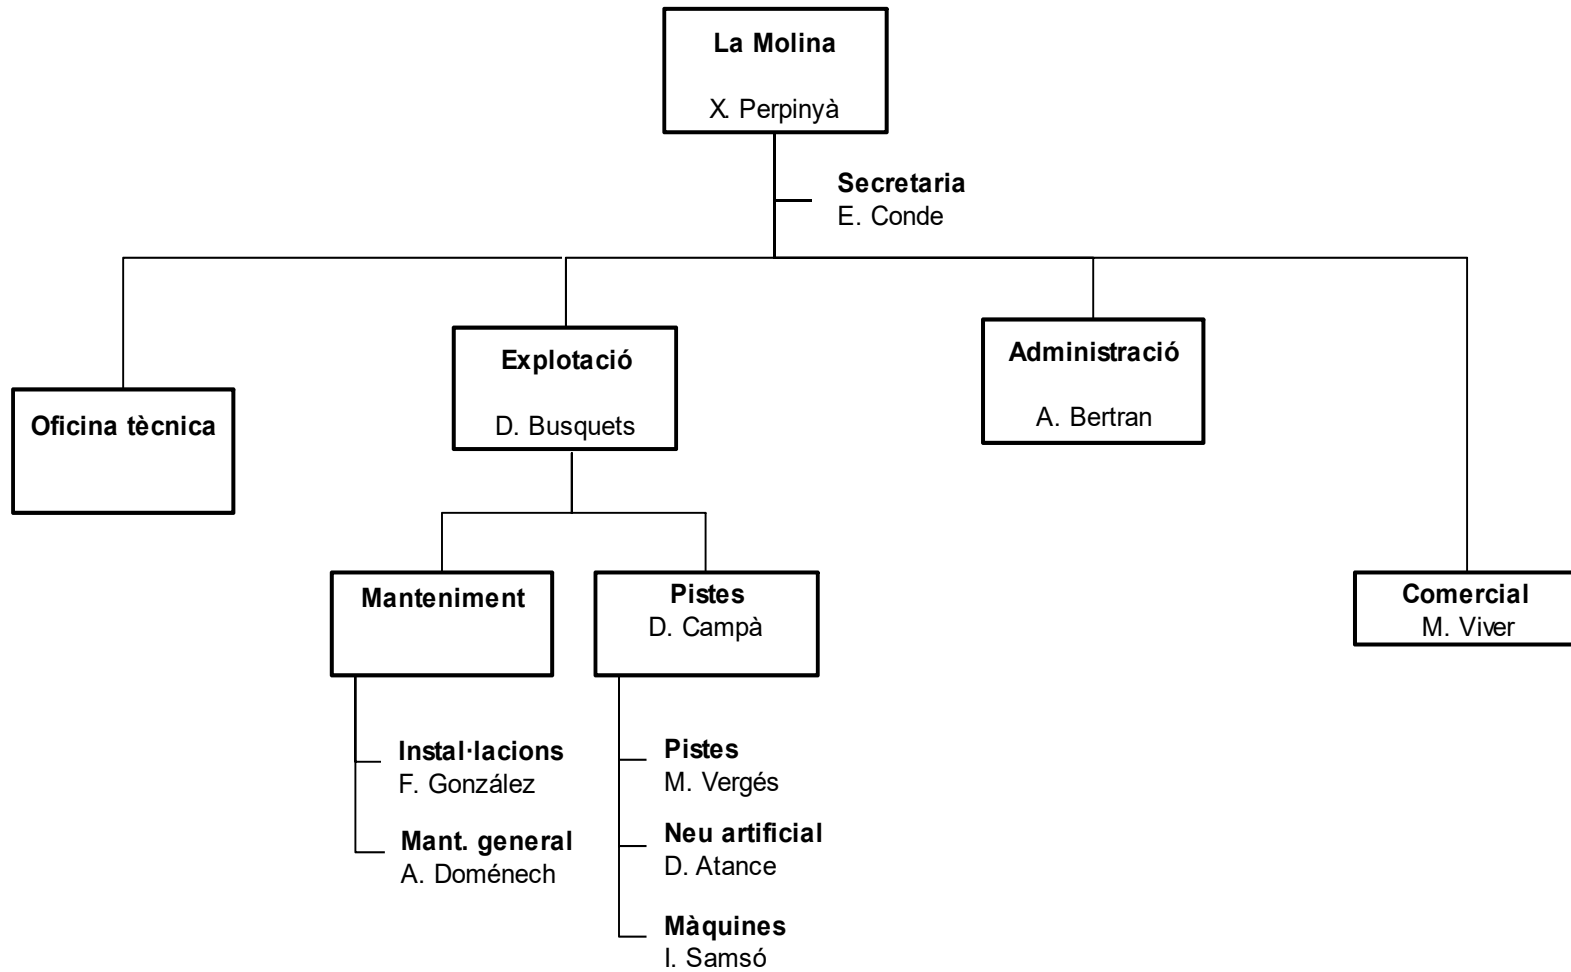 La Molina
X. Perpinyà
Secretaria
E. Conde
Oficina tècnica
Explotació
D. Busquets
Administració
A. Bertran
Manteniment
Pistes
D. Campà
Comercial
M. Viver
Instal·lacions
F. González
Mant. general
A. Doménech
Pistes
M. Vergés
Neu artificial
D. Atance
Màquines
I. Samsó